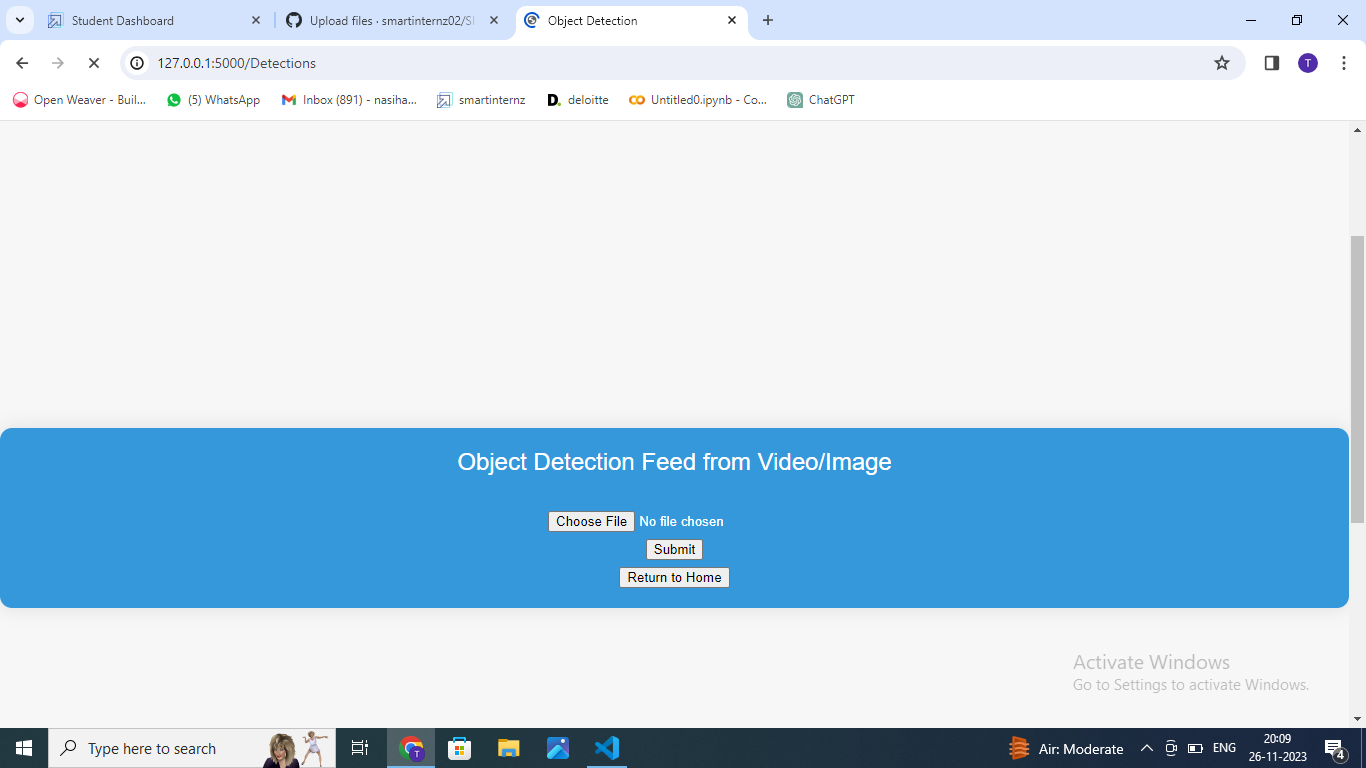 Student Dashboard
Upload files · smartinternz02/SI
Object Detection
127.0.0.1:5000/Detections
T
Open Weaver - Buil...
(5) WhatsApp
Inbox (891) - nasiha...
smartinternz
D.
deloitte
CO
Untitled0.ipynb - Co...
ChatGPT
Object Detection Feed from Video/Image
Choose File No file chosen
Submit
Return to Home
Activate Windows
Go to Settings to activate Windows.
Type here to search
T
Air: Moderate
ENG
20:09
26-11-2023
4